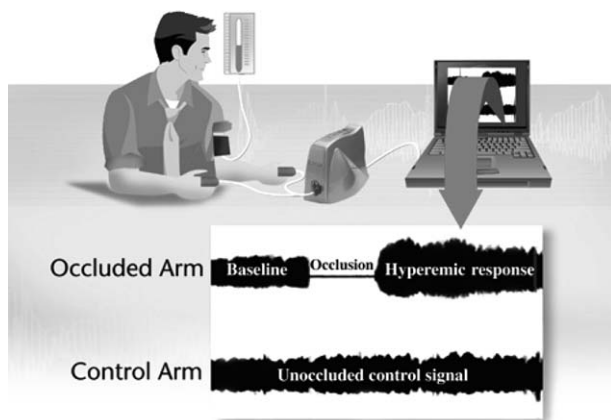 Occluded Arm
Baseline
Occlusion
Hyperemic response
Control Arm
Unoccluded control signal